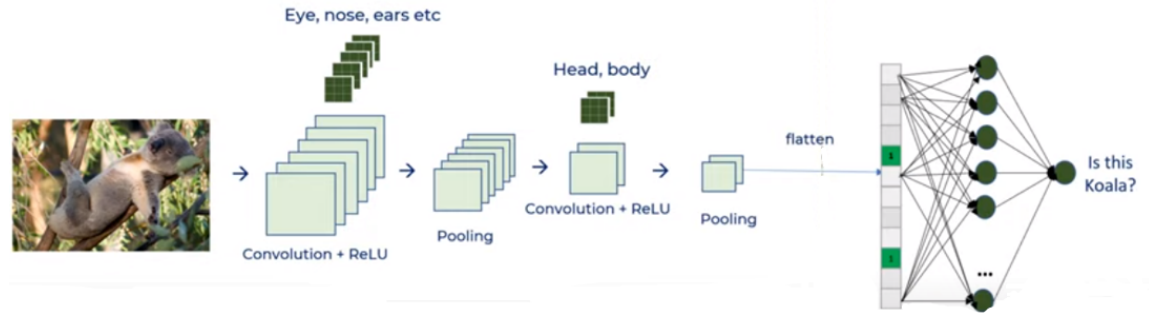 Eye, nose, ears etc
Head, body
flatten
1
1
Is this
Koala?
Convolution + ReLU
Pooling
Convolution + ReLU
Pooling
...